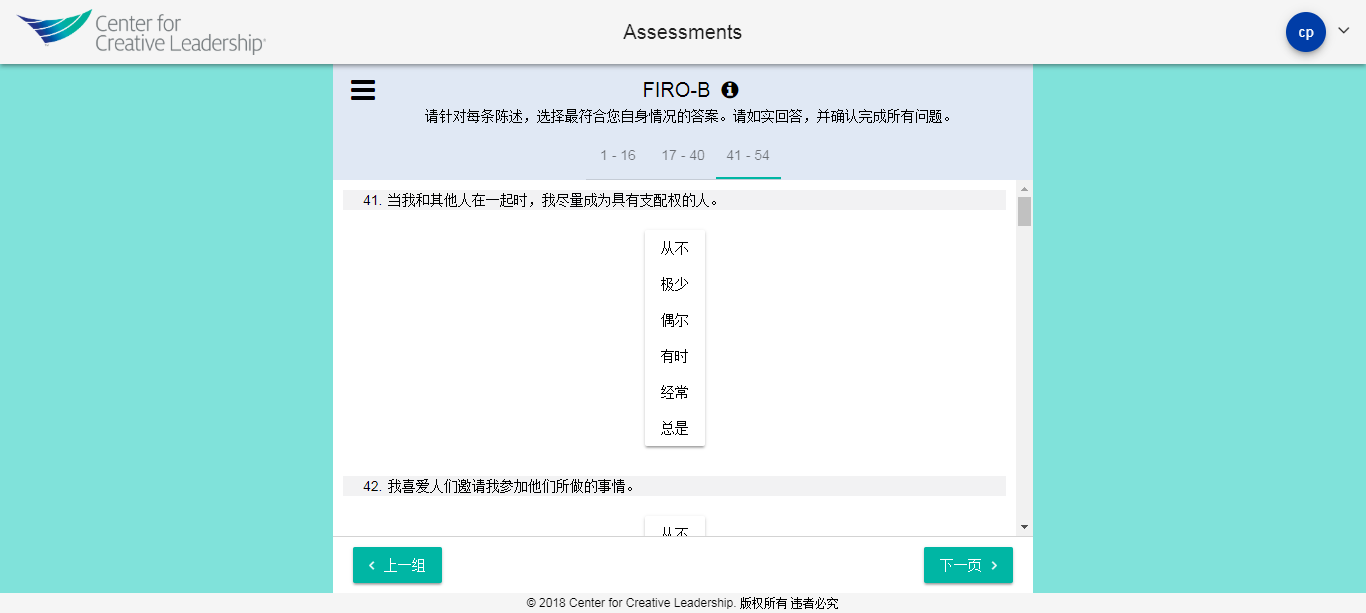 Center for
Creative Leadership®
Assessments
cp
FIRO-B
请针对每条陈述，选择最符合您自身情况的答案。请如实回答，并确认完成所有问题。
1 - 16 17 - 40 41 - 54
41. 当我和其他人在一起时，我尽量成为具有支配权的人。
从不
极少
偶尔
有时
经常
总是
42. 我喜爱人们邀请我参加他们所做的事情。
从不
上一组 下一页
© 2018 Center for Creative Leadership. 版权所有 违者必究